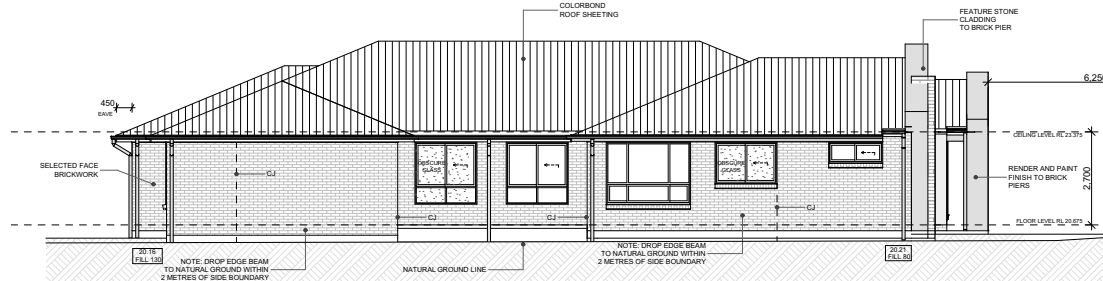 COLORBOND
ROOF SHEETING
FEATURE STONE
CLADDING
TO BRICK PIER
6,250
450
EAVE
CEILING LEVEL RL 23.375
SELECTED FACE
BRICKWORK
OBSCURE
GLASS
OBSCURE
GLASS
CJ
RENDER AND PAINT
FINISH TO BRICK
PIERS
2,700
CJ
CJ
CJ
FLOOR LEVEL RL 20.675
20.16
FILL 130
NOTE: DROP EDGE BEAM
TO NATURAL GROUND WITHIN
2 METRES OF SIDE BOUNDARY
NATURAL GROUND LINE
NOTE: DROP EDGE BEAM
TO NATURAL GROUND WITHIN
2 METRES OF SIDE BOUNDARY
20.21
FILL 80